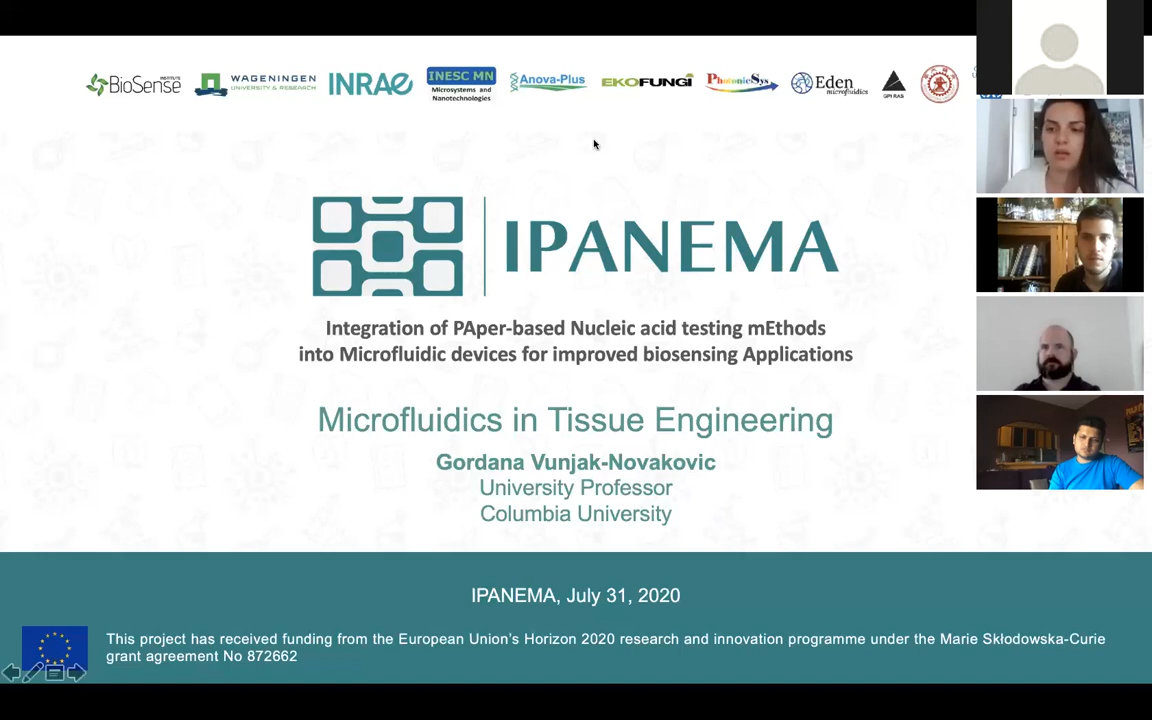 BioSense INSTITUTE
WAGENINGEN
UNIVERSITY & RESEARCH
INRAE
INESC MN
Microsystems and
Nanotechnologies
Anova-Plus
EKOFUNGI
PhotonicSys
Eden
microfluidics
GPI RAS
IPANEMA
Integration of PAper-based Nucleic acid testing mEthods
into Microfluidic devices for improved biosensing Applications
Microfluidics in Tissue Engineering
Gordana Vunjak-Novakovic
University Professor
Columbia University
IPANEMA, July 31, 2020
This project has received funding from the European Union's Horizon 2020 research and innovation programme under the Marie Skłodowska-Curie
grant agreement No 872662